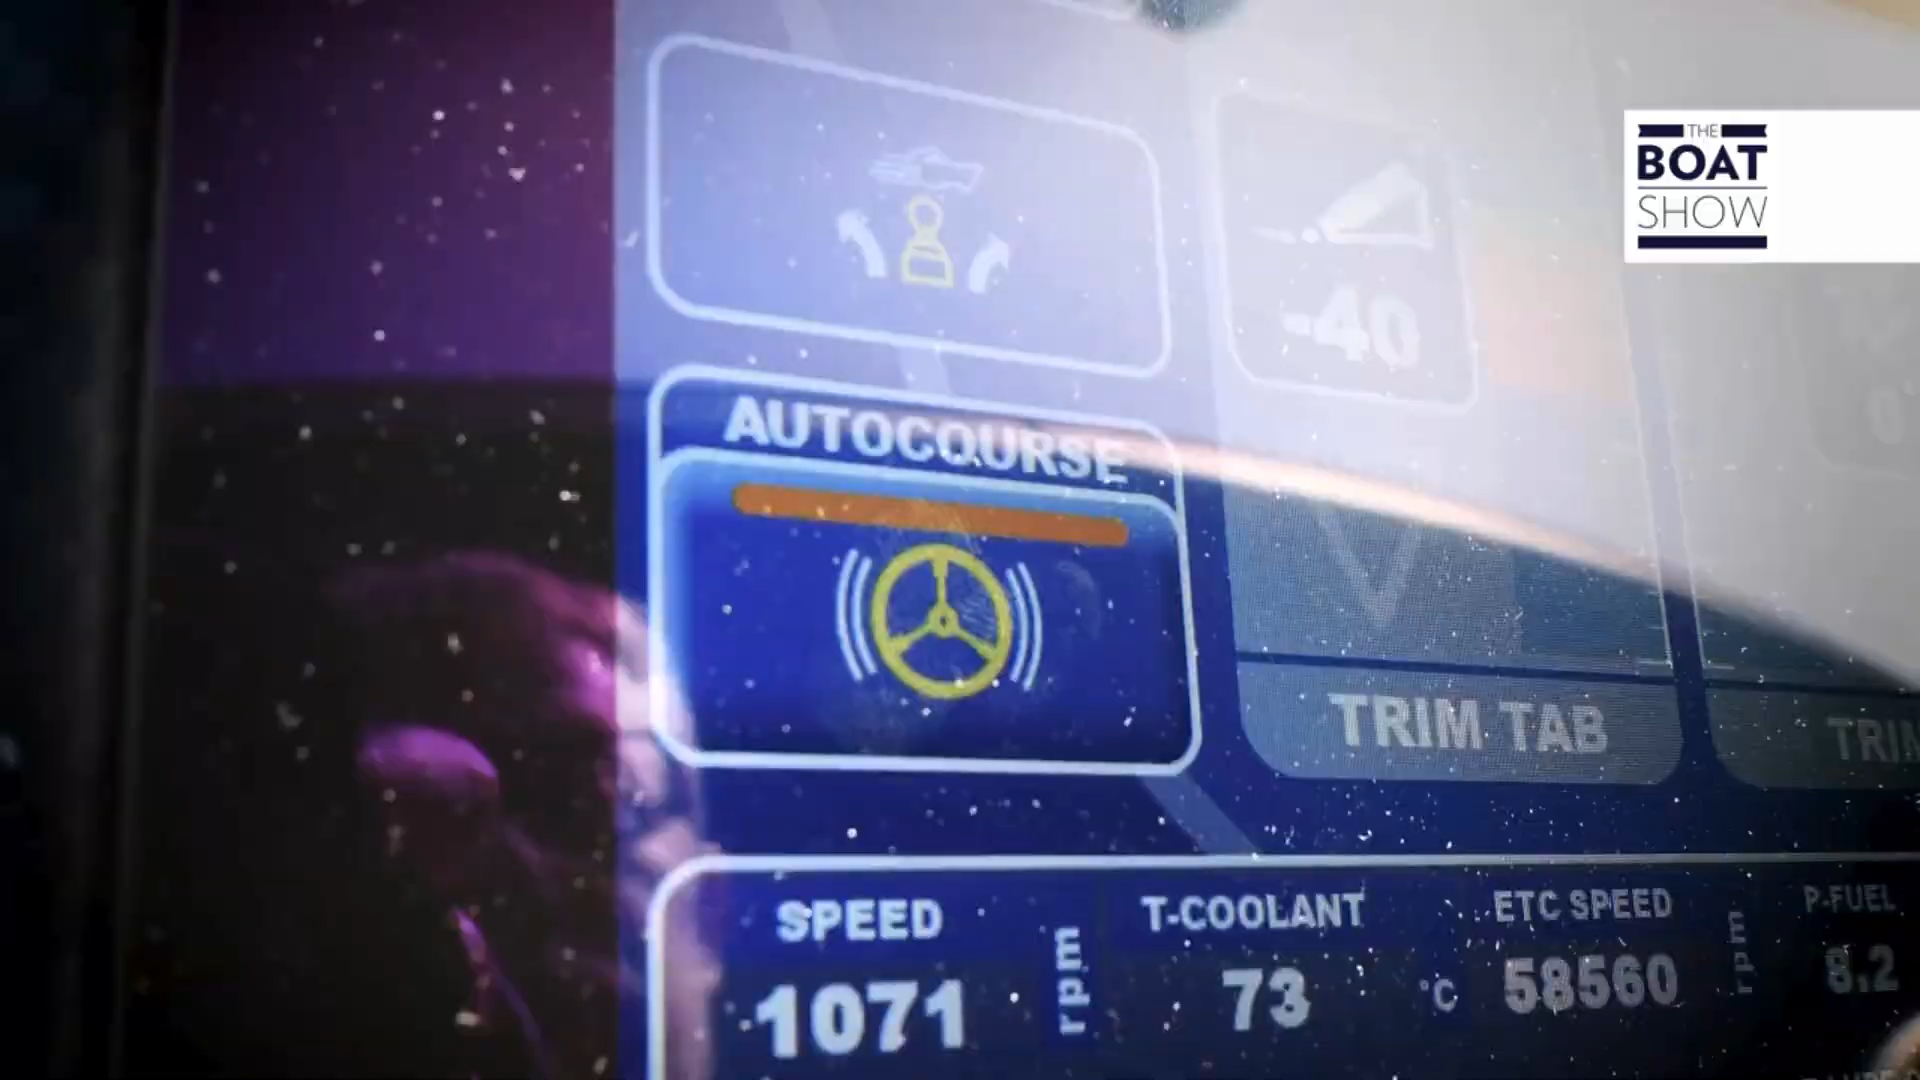 THE
BOAT
SHOW
-40
AUTOCOURSE
TRIM TAB
SPEED
1071
rpm
T-COOLANT
73
°C
ETC SPEED
58560
rpm
P-FUEL
8.2